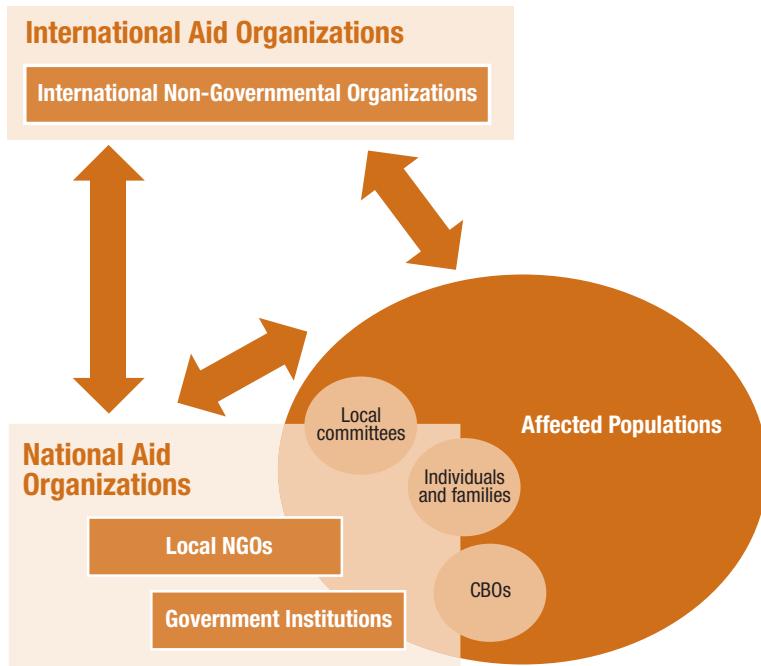 International Aid Organizations
International Non-Governmental Organizations
Local
committees
Affected Populations
National Aid
Organizations
Individuals
and families
Local NGOs
CBOs
Government Institutions